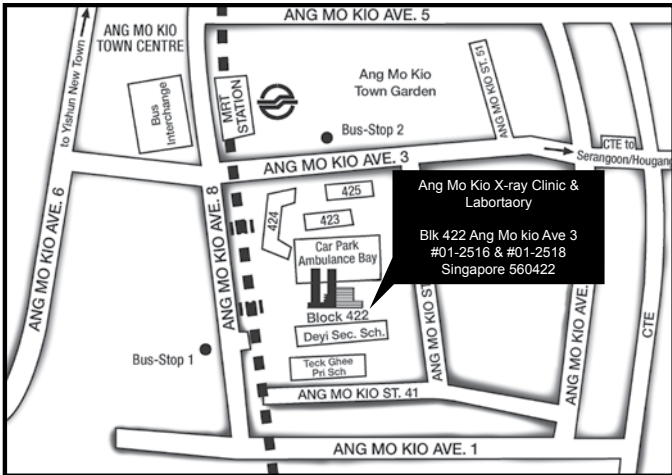 ANG MO KIO AVE. 5
ANG MO KIO
TOWN CENTRE
to Yishun New Town
Bus
Interchange
MRT
STATION
Ang Mo Kio
Town Garden
ANG MO KIO ST. 51
Bus-Stop 2
CTE to
Serangoon/Hougang
ANG MO KIO AVE. 3
ANG MO KIO AVE. 6
ANG MO KIO AVE. 8
425
424
423
Car Park
Ambulance Bay
Ang Mo Kio X-ray Clinic &
Labortaory
Blk 422 Ang Mo kio Ave 3
#01-2516 & #01-2518
Singapore 560422
Block 422
Deyi Sec. Sch.
Teck Ghee
Pri Sch
Bus-Stop 1
ANG MO KIO ST
ANG MO KIO AVE.
CTE
ANG MO KIO ST. 41
ANG MO KIO AVE. 1